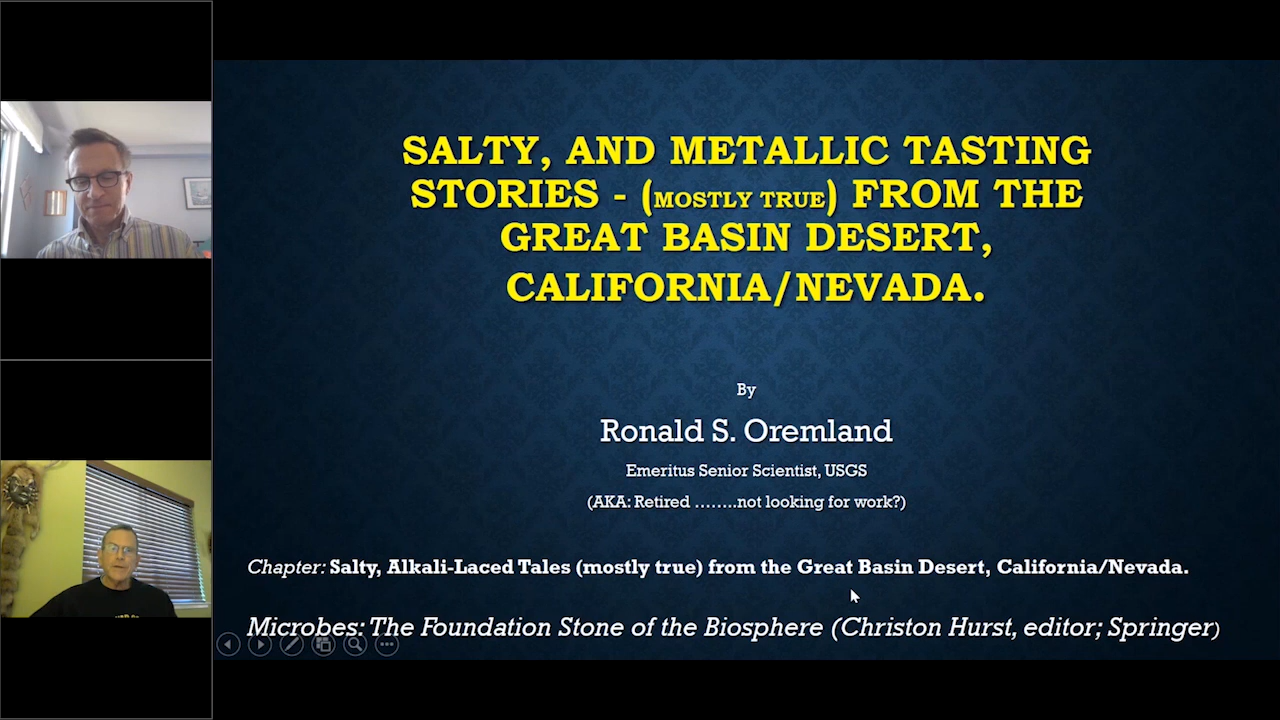 SALTY, AND METALLIC TASTING
STORIES - (MOSTLY TRUE) FROM THE
GREAT BASIN DESERT,
CALIFORNIA/NEVADA.
By
Ronald S. Oremland
Emeritus Senior Scientist, USGS
(AKA: Retired ........not looking for work?)
Chapter: Salty, Alkali-Laced Tales (mostly true) from the Great Basin Desert, California/Nevada.
Microbes: The Foundation Stone of the Biosphere (Christon Hurst, editor; Springer)